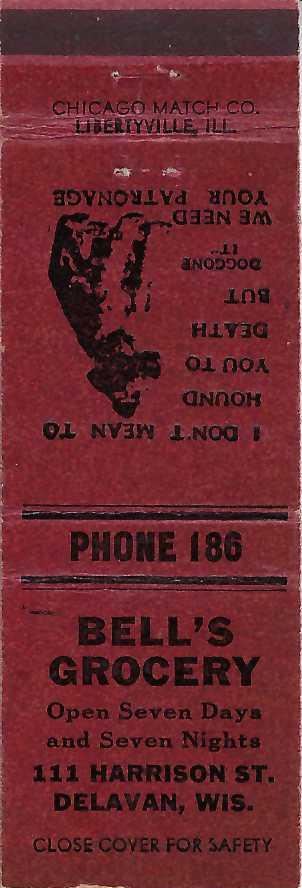 CHICAGO MATCH CO.
LIBERTYVILLE, ILL.
I DON'T MEAN TO
HOUND
YOU TO
DEATH
BUT
DOGGONE
IT--
WE NEED
YOUR PATRONAGE
PHONE 186
BELL'S
GROCERY
Open Seven Days
and Seven Nights
111 HARRISON ST.
DELAVAN, WIS.
CLOSE COVER FOR SAFETY